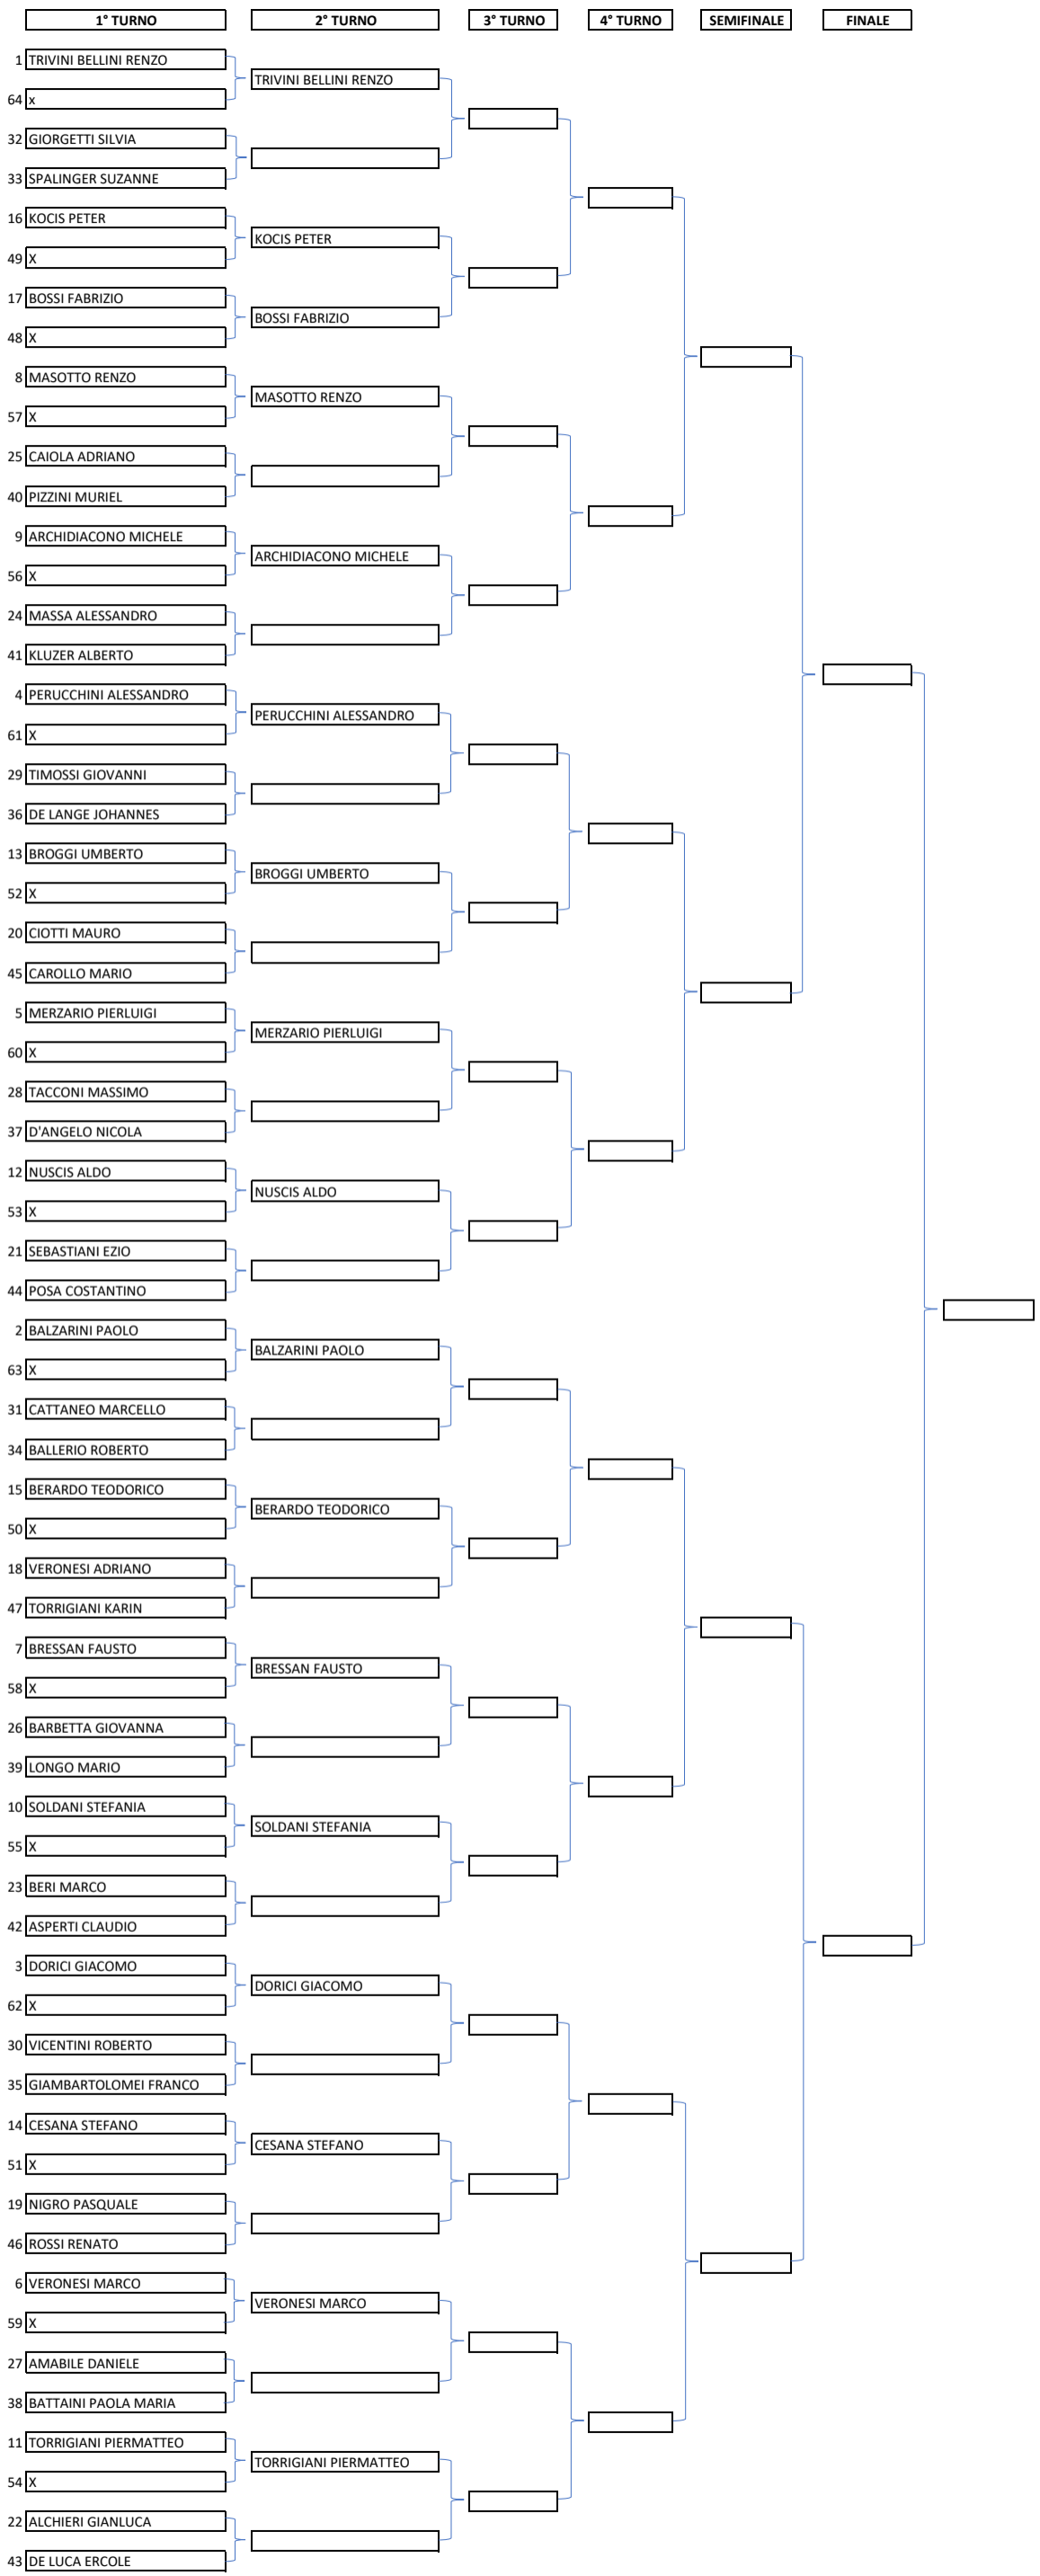 1° TURNO 2° TURNO 3° TURNO 4° TURNO SEMIFINALE FINALE
1 TRIVINI BELLINI RENZO
TRIVINI BELLINI RENZO
64 x
32 GIORGETTI SILVIA
33 SPALINGER SUZANNE
16 KOCIS PETER
KOCIS PETER
49 X
17 BOSSI FABRIZIO
BOSSI FABRIZIO
48 X
8 MASOTTO RENZO
MASOTTO RENZO
57 X
25 CAIOLA ADRIANO
40 PIZZINI MURIEL
9 ARCHIDIACONO MICHELE
ARCHIDIACONO MICHELE
56 X
24 MASSA ALESSANDRO
41 KLUZER ALBERTO
4 PERUCCHINI ALESSANDRO
PERUCCHINI ALESSANDRO
61 X
29 TIMOSSI GIOVANNI
36 DE LANGE JOHANNES
13 BROGGI UMBERTO
BROGGI UMBERTO
52 X
20 CIOTTI MAURO
45 CAROLLO MARIO
5 MERZARIO PIERLUIGI
MERZARIO PIERLUIGI
60 X
28 TACCONI MASSIMO
37 D'ANGELO NICOLA
12 NUSCIS ALDO
NUSCIS ALDO
53 X
21 SEBASTIANI EZIO
44 POSA COSTANTINO
2 BALZARINI PAOLO
BALZARINI PAOLO
63 X
31 CATTANEO MARCELLO
34 BALLERIO ROBERTO
15 BERARDO TEODORICO
BERARDO TEODORICO
50 X
18 VERONESI ADRIANO
47 TORRIGIANI KARIN
7 BRESSAN FAUSTO
BRESSAN FAUSTO
58 X
26 BARBETTA GIOVANNA
39 LONGO MARIO
10 SOLDANI STEFANIA
SOLDANI STEFANIA
55 X
23 BERI MARCO
42 ASPERTI CLAUDIO
3 DORICI GIACOMO
DORICI GIACOMO
62 X
30 VICENTINI ROBERTO
35 GIAMBARTOLOMEI FRANCO
14 CESANA STEFANO
CESANA STEFANO
51 X
19 NIGRO PASQUALE
46 ROSSI RENATO
6 VERONESI MARCO
VERONESI MARCO
59 X
27 AMABILE DANIELE
38 BATTAINI PAOLA MARIA
11 TORRIGIANI PIERMATTEO
TORRIGIANI PIERMATTEO
54 X
22 ALCHIERI GIANLUCA
43 DE LUCA ERCOLE